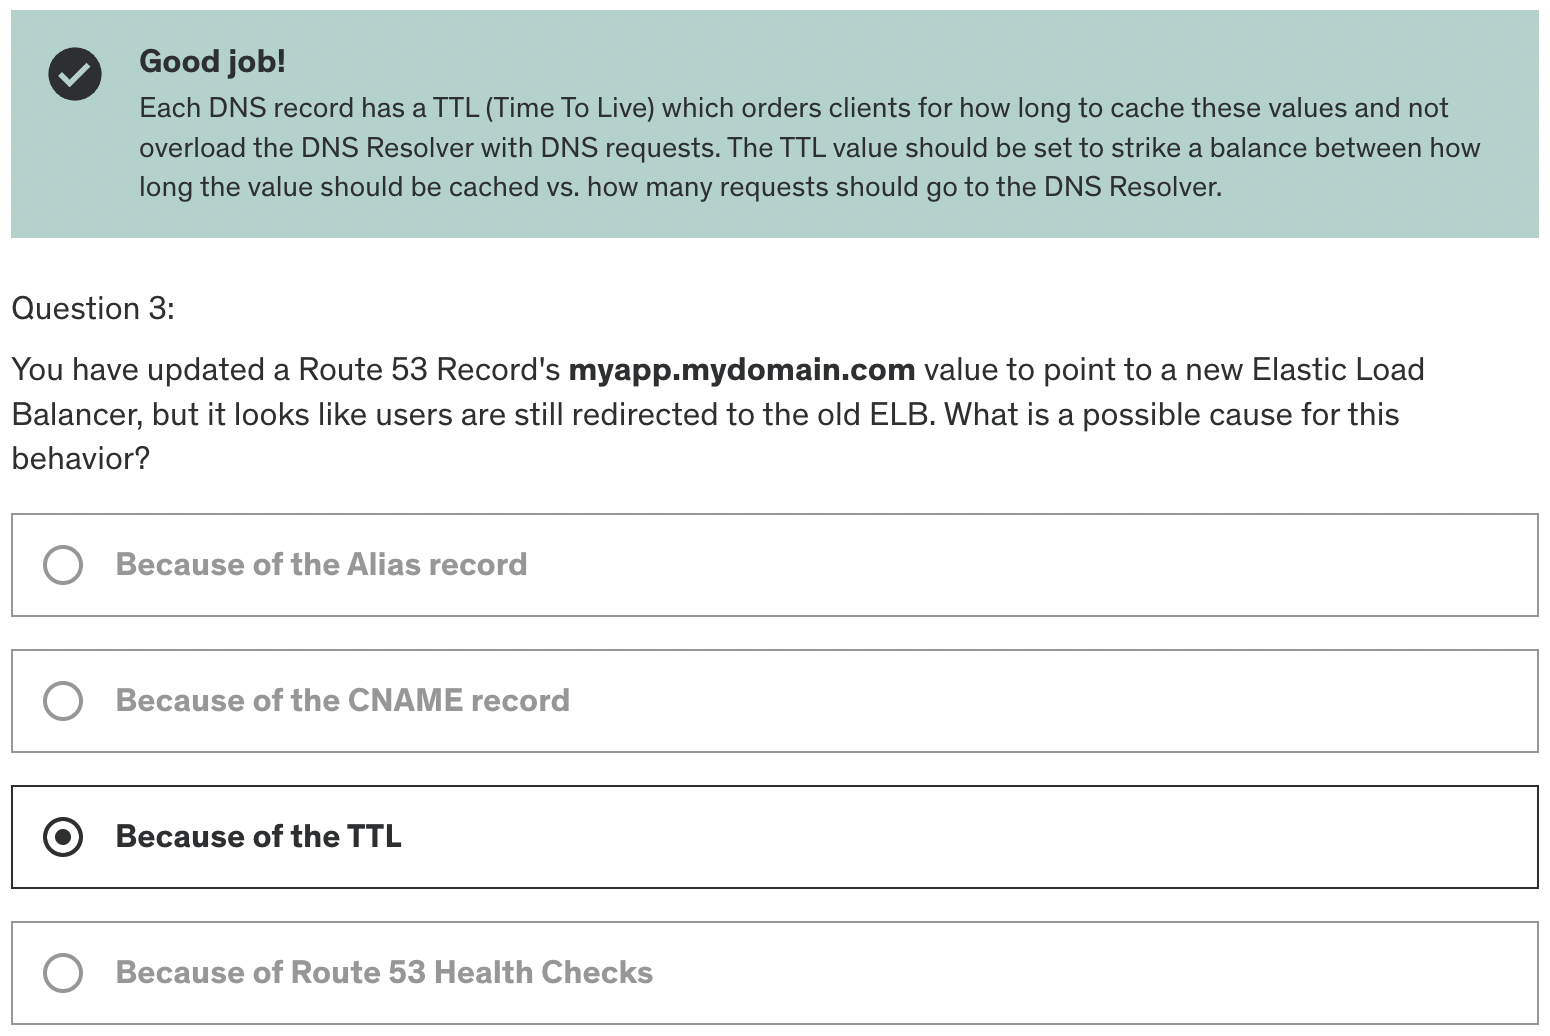 Good job!
Each DNS record has a TTL (Time To Live) which orders clients for how long to cache these values and not
overload the DNS Resolver with DNS requests. The TTL value should be set to strike a balance between how
long the value should be cached vs. how many requests should go to the DNS Resolver.
Question 3:
You have updated a Route 53 Record's myapp.mydomain.com value to point to a new Elastic Load
Balancer, but it looks like users are still redirected to the old ELB. What is a possible cause for this
behavior?
Because of the Alias record
Because of the CNAME record
Because of the TTL
Because of Route 53 Health Checks